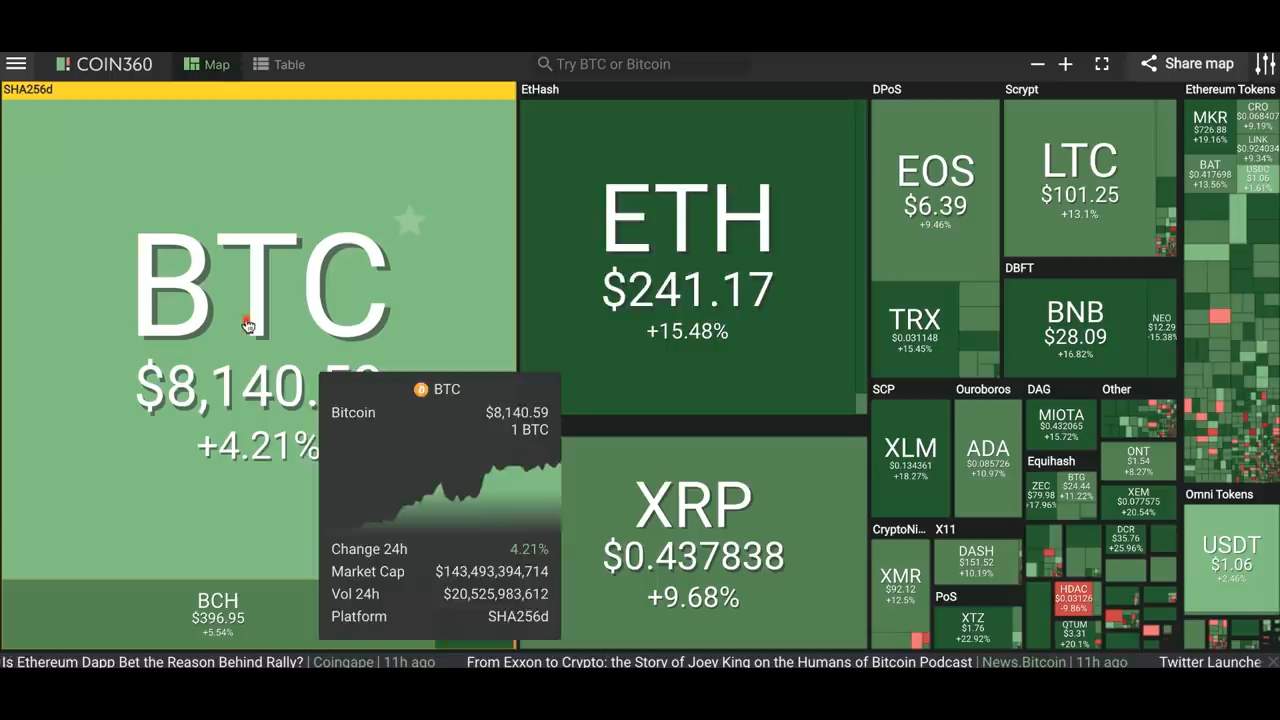 COIN360
Map
Table
Try BTC or Bitcoin
Share map
SHA256d
BTC
$8,140.59
+4.21%
BCH
$396.95
+5.54%
BTC
Bitcoin
$8,140.59
1 BTC
Change 24h
4.21%
Market Cap
$143,493,394,714
Vol 24h
$20,525,983,612
Platform
SHA256d
EtHash
ETH
$241.17
+15.48%
XRP
$0.437838
+9.68%
DPoS
EOS
$6.39
+9.46%
TRX
$0.031148
+15.45%
Scrypt
LTC
$101.25
+13.1%
DBFT
BNB
$28.09
+16.82%
NEO
$12.29
15.38%
SCP
XLM
$0.134361
+18.27%
Ouroboros
ADA
$0.085726
+10.97%
DAG
MIOTA
$0.432065
+15.72%
Other
ONT
$1.54
+8.27%
XEM
$0.077575
+20.54%
Equihash
ZEC
$79.98
+17.96%
BTG
$24.44
+11.22%
CryptoNi...
XMR
$92.12
+12.5%
X11
DASH
$151.52
+10.19%
PoS
XTZ
$1.76
+22.92%
DCR
$35.76
+25.96%
HDAC
$0.03126
-9.86%
QTUM
$3.31
+20.1%
Ethereum Tokens
MKR
$726.88
+19.16%
CRO
$0.068407
+9.19%
LINK
$0.924034
+9.34%
BAT
$0.417698
+13.56%
USDC
$1.06
+1.61%
Omni Tokens
USDT
$1.06
+2.46%
Is Ethereum Dapp Bet the Reason Behind Rally? | Coingape | 11h ago
From Exxon to Crypto: the Story of Joey King on the Humans of Bitcoin Podcast | News.Bitcoin | 11h ago
Twitter Launche